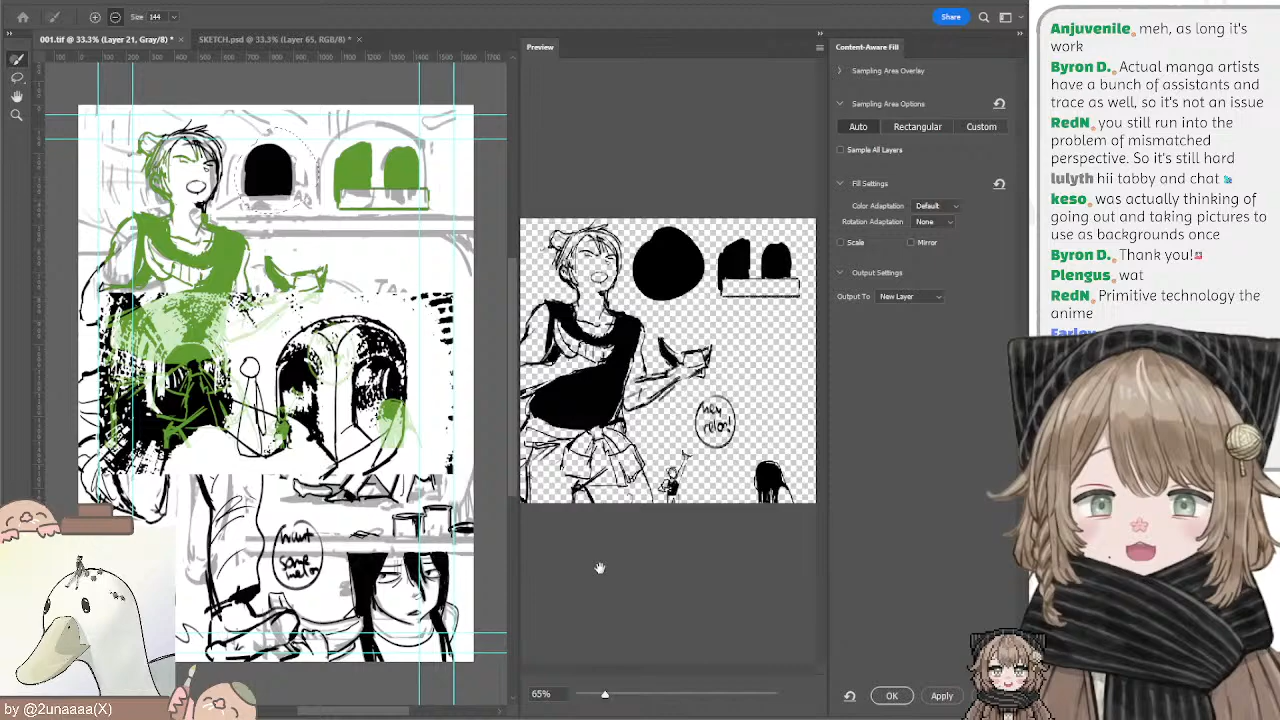 Size 144
Share
001.tif @ 33.3% (Layer 21, Gray/8) * ×
SKETCH.psd @ 33.3% (Layer 65, RGB/8) * ×
Preview
Content-Aware Fill
Sampling Area Overlay
Sampling Area Options
Auto Rectangular Custom
Sample All Layers
Fill Settings
Color Adaptation Default
Rotation Adaptation None
Scale Mirror
Output Settings
Output To New Layer
hey
melon!
want
some
melon
65%
OK Apply
Anjuvenile meh, as long it's
work
Byron D. Actual manga artists
have a bunch of assistants and
trace as well, so it's not an issue
RedN you still run into the
problem of mismatched
perspective. So it's still hard
lulyth hii tabby and chat
keso was actually thinking of
going out and taking pictures to
use as backgrounds once
Byron D. Thank you!
Plengus wat
RedN Primitive technology the
anime
by @2unaaaa(X)